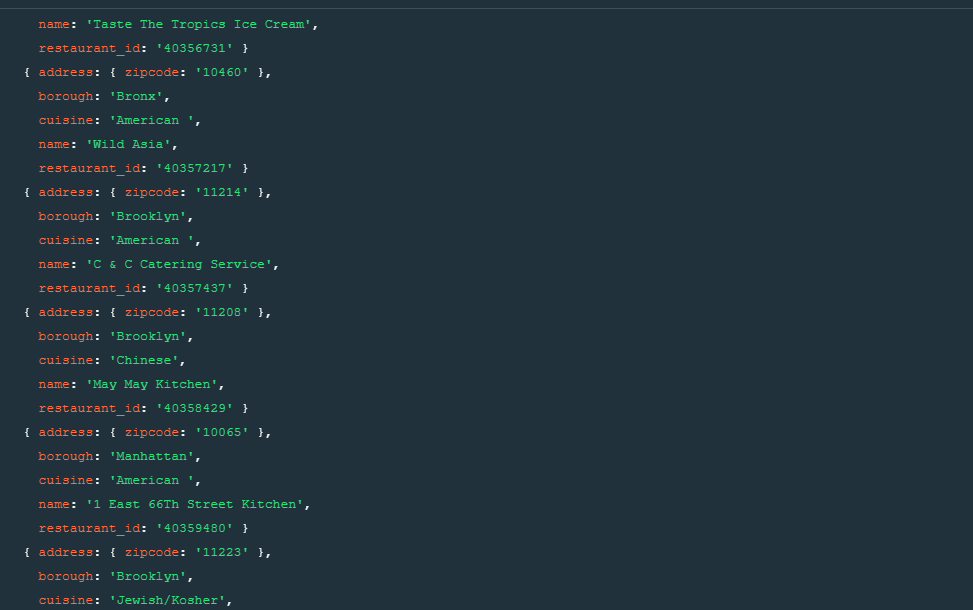 name: 'Taste The Tropics Ice Cream',
restaurant_id: '40356731' }
{ address: { zipcode: '10460' },
borough: 'Bronx',
cuisine: 'American ',
name: 'Wild Asia',
restaurant_id: '40357217' }
{ address: { zipcode: '11214' },
borough: 'Brooklyn',
cuisine: 'American ',
name: 'C & C Catering Service',
restaurant_id: '40357437' }
{ address: { zipcode: '11208' },
borough: 'Brooklyn',
cuisine: 'Chinese',
name: 'May May Kitchen',
restaurant_id: '40358429' }
{ address: { zipcode: '10065' },
borough: 'Manhattan',
cuisine: 'American ',
name: '1 East 66Th Street Kitchen',
restaurant_id: '40359480' }
{ address: { zipcode: '11223' },
borough: 'Brooklyn',
cuisine: 'Jewish/Kosher',